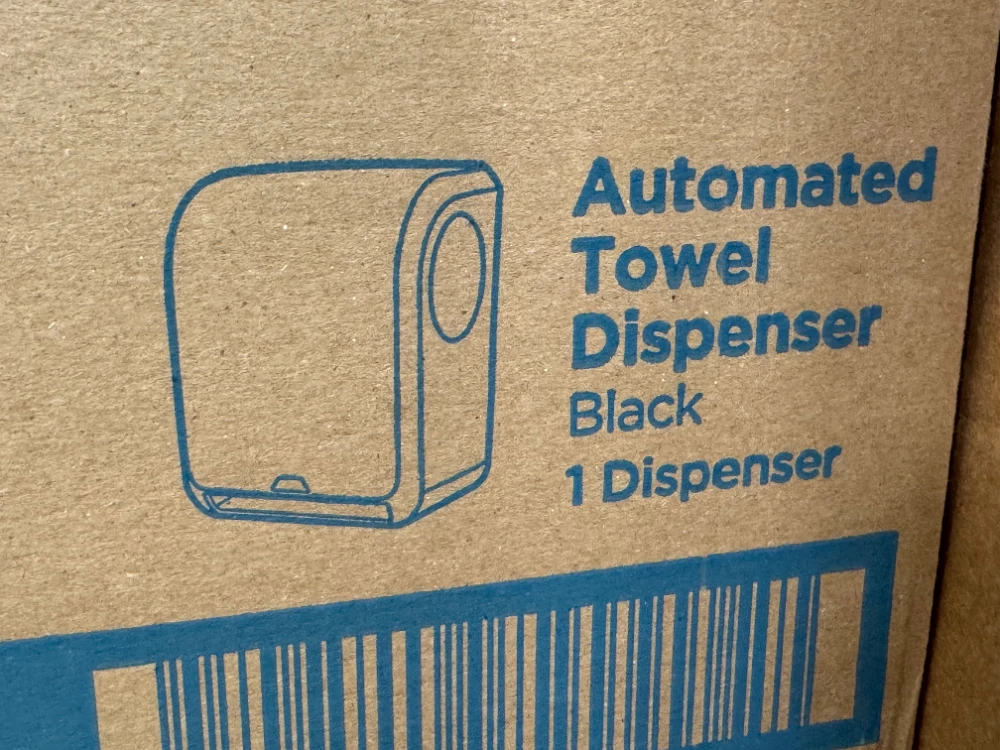 Automated
Towel
Dispenser
Black
1 Dispenser